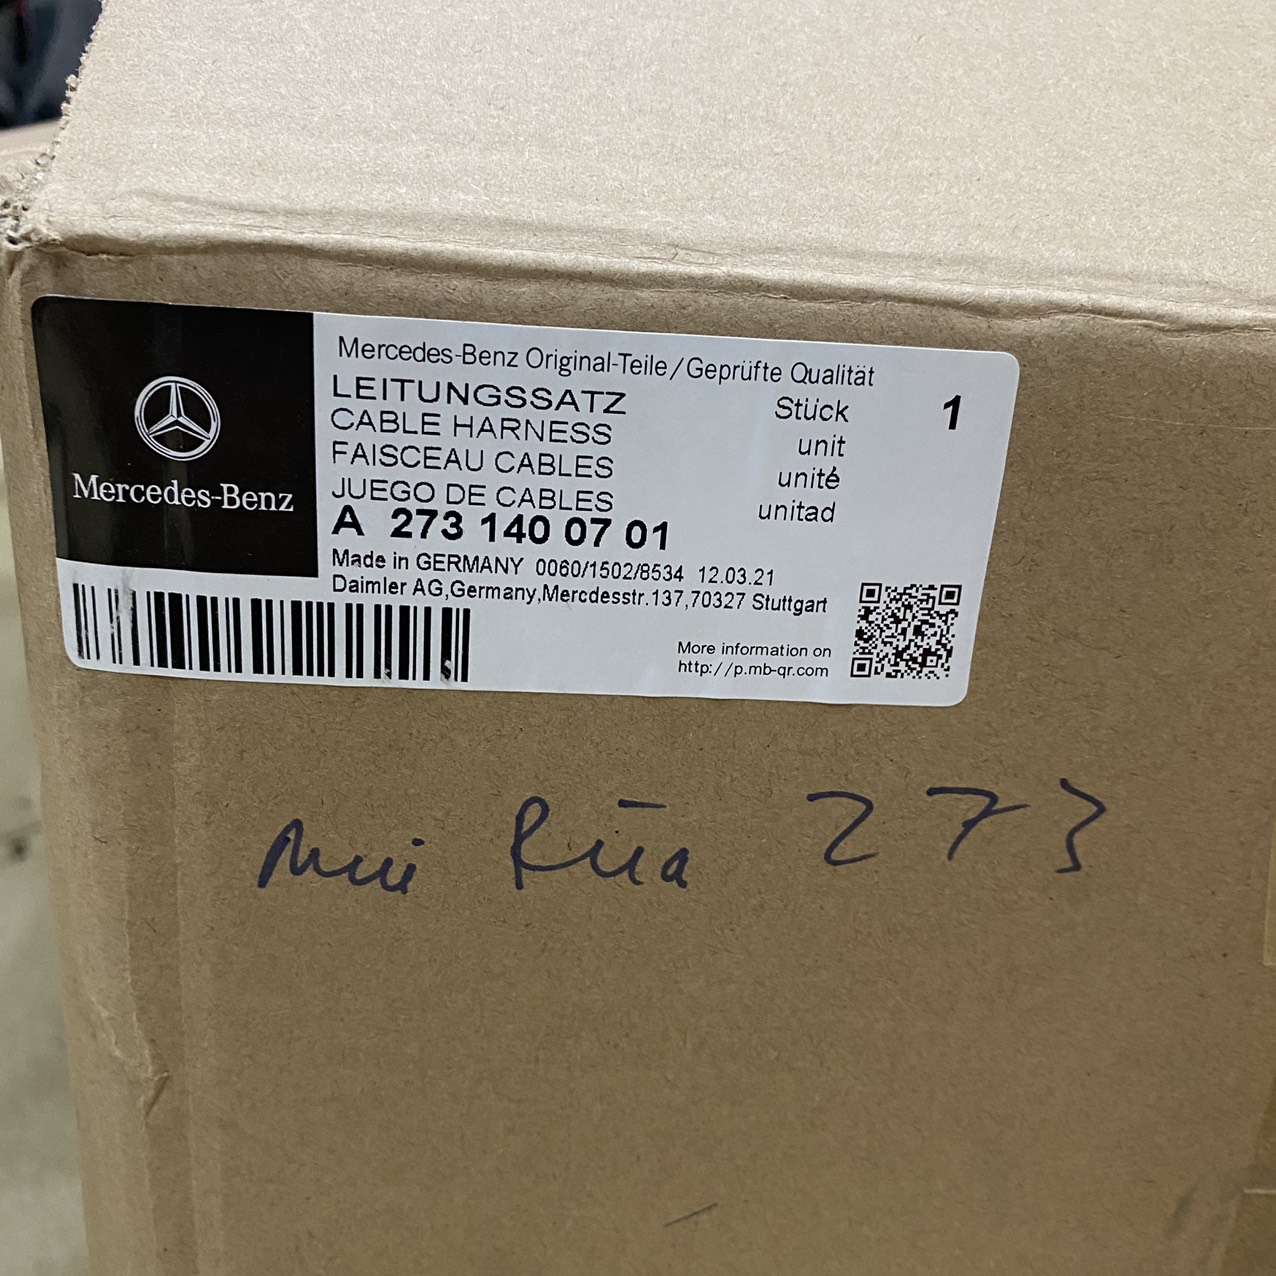 Mercedes-Benz
Mercedes-Benz Original-Teile/Geprüfte Qualität
LEITUNGSSATZ Stück 1
CABLE HARNESS unit
FAISCEAU CABLES unité
JUEGO DE CABLES unitad
A 273 140 07 01
Made in GERMANY 0060/1502/8534 12.03.21
Daimler AG,Germany,Mercdesstr.137,70327 Stuttgart
More information on
http://p.mb-qr.com
273